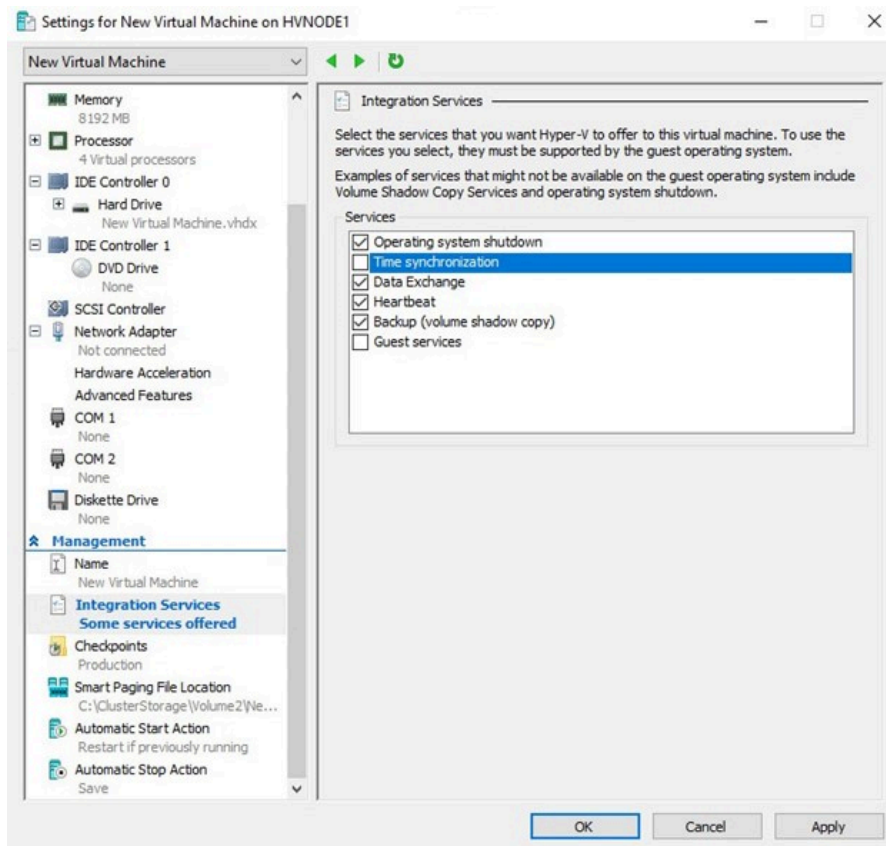 Settings for New Virtual Machine on HVNODE1
New Virtual Machine
Memory
8192 MB
Processor
4 Virtual processors
IDE Controller 0
Hard Drive
New Virtual Machine.vhdx
IDE Controller 1
DVD Drive
None
SCSI Controller
Network Adapter
Not connected
Hardware Acceleration
Advanced Features
COM 1
None
COM 2
None
Diskette Drive
None
Management
Name
New Virtual Machine
Integration Services
Some services offered
Checkpoints
Production
Smart Paging File Location
C:\ClusterStorage\Volume2\Ne...
Automatic Start Action
Restart if previously running
Automatic Stop Action
Save
Integration Services
Select the services that you want Hyper-V to offer to this virtual machine. To use the
services you select, they must be supported by the guest operating system.
Examples of services that might not be available on the guest operating system include
Volume Shadow Copy Services and operating system shutdown.
Services
Operating system shutdown
Time synchronization
Data Exchange
Heartbeat
Backup (volume shadow copy)
Guest services
OK
Cancel
Apply